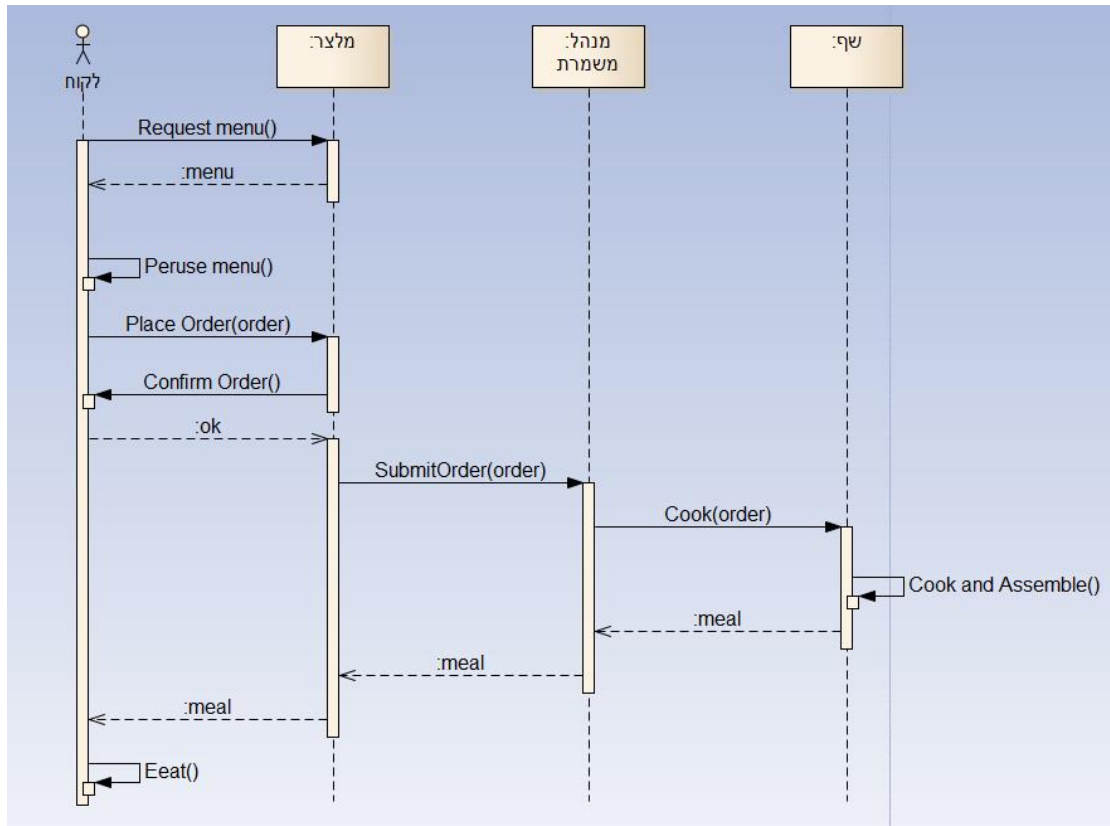 לקוח
מלצר:
מנהל:
משמרת
שף:
Request menu()
:menu
Peruse menu()
Place Order(order)
Confirm Order()
:ok
SubmitOrder(order)
Cook(order)
Cook and Assemble()
:meal
:meal
:meal
Eeat()